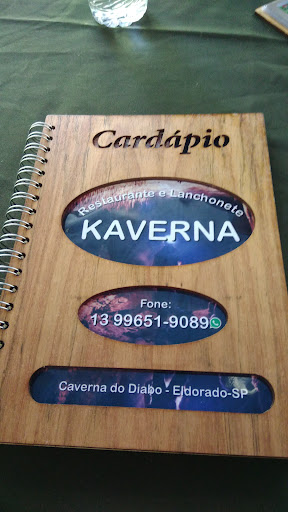 Cardápio
Restaurante e Lanchonete
KAVERNA
Fone:
13 99651-9089
Caverna do Diabo - Eldorado-SP